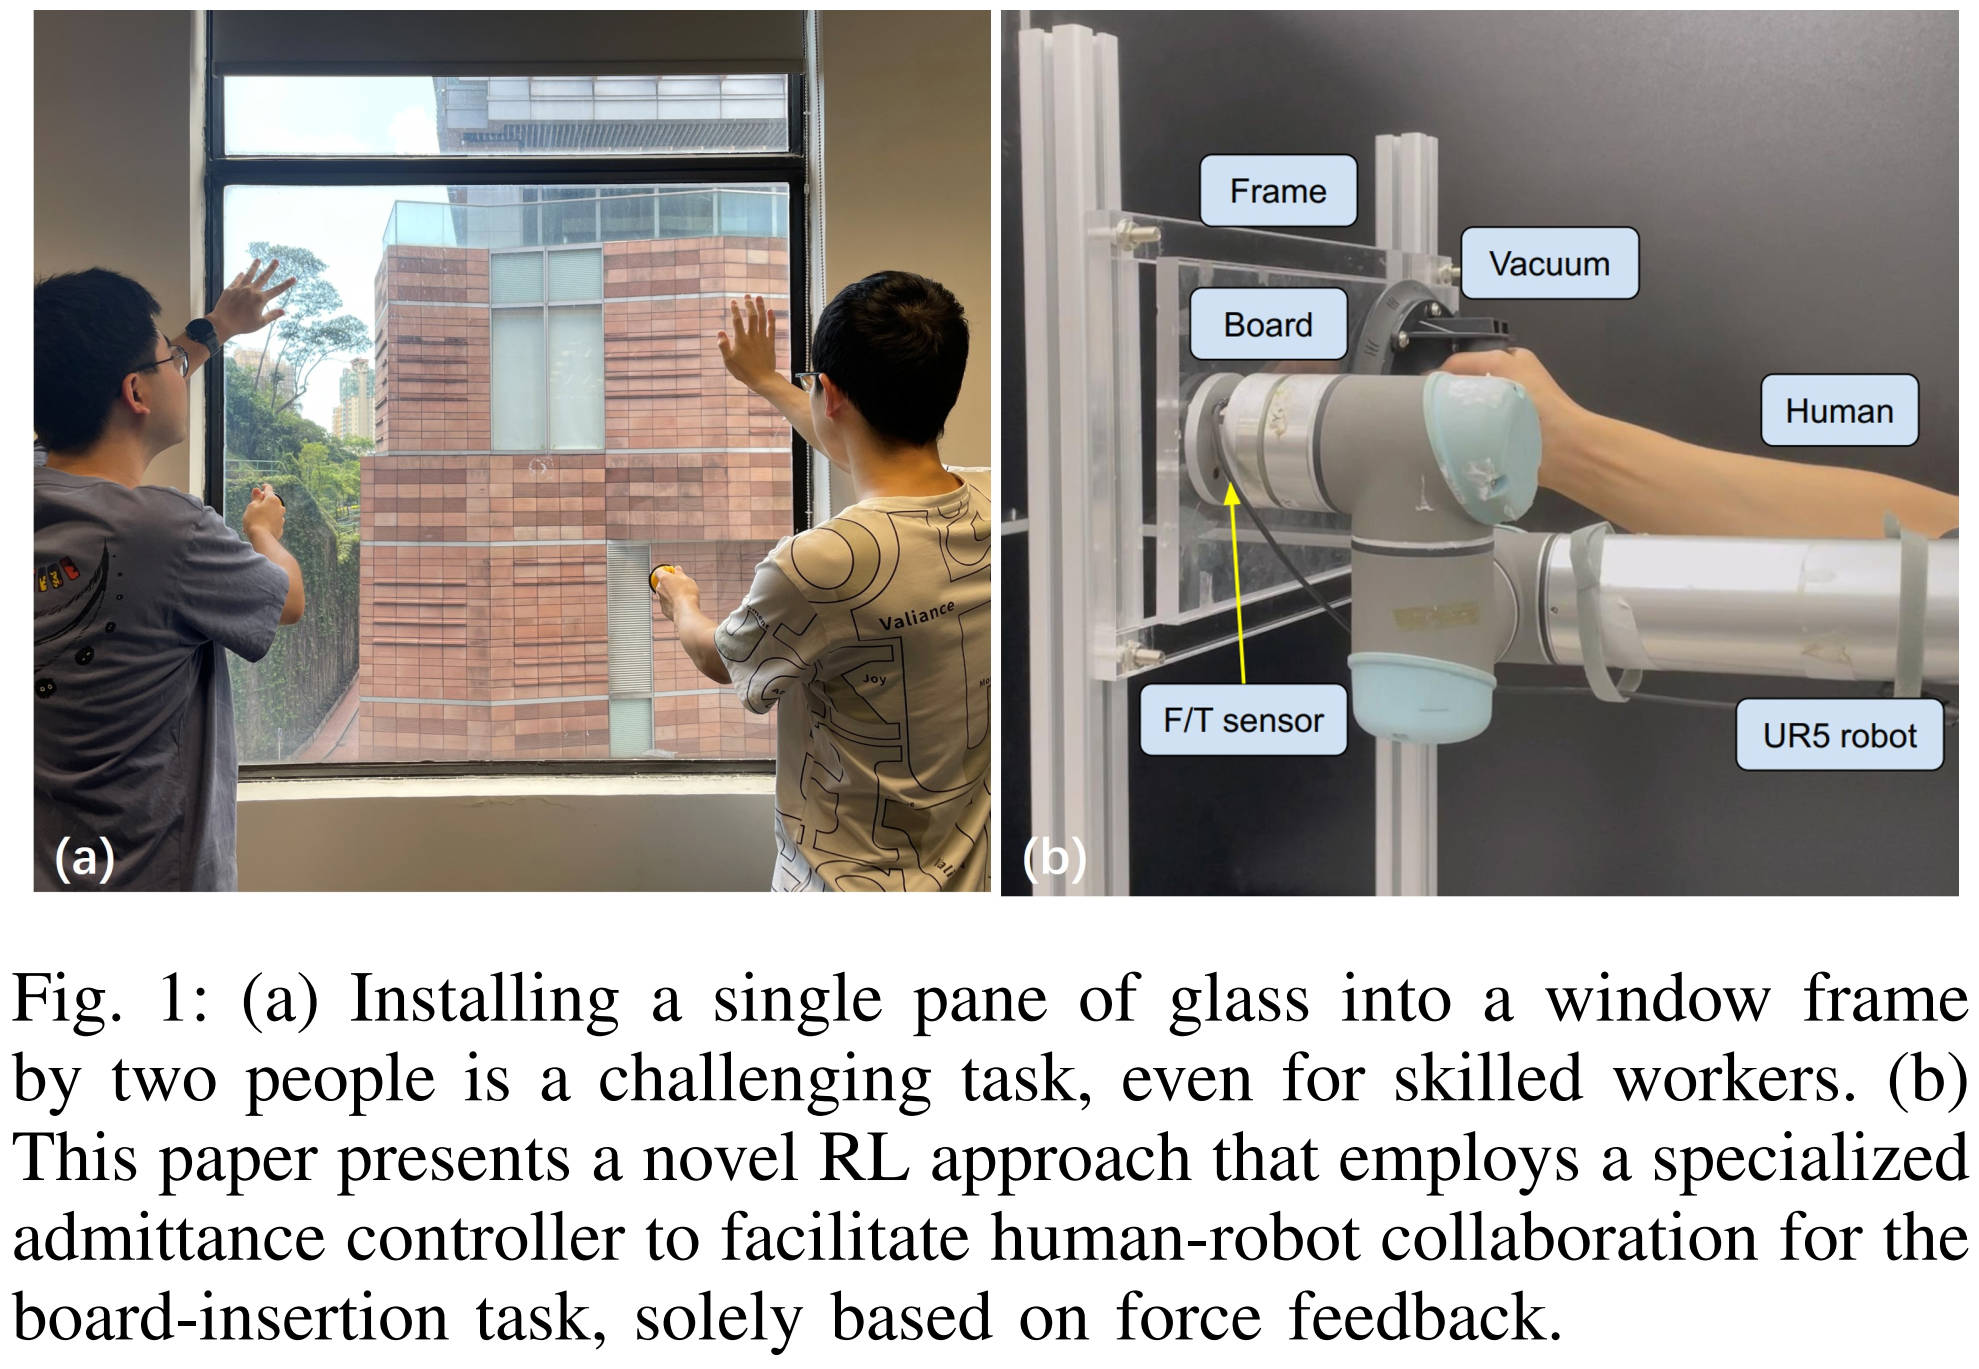 Valiance
Joy
(a)
Frame
Vacuum
Board
Human
F/T sensor
UR5 robot
(b)
Fig. 1: (a) Installing a single pane of glass into a window frame
by two people is a challenging task, even for skilled workers. (b)
This paper presents a novel RL approach that employs a specialized
admittance controller to facilitate human-robot collaboration for the
board-insertion task, solely based on force feedback.